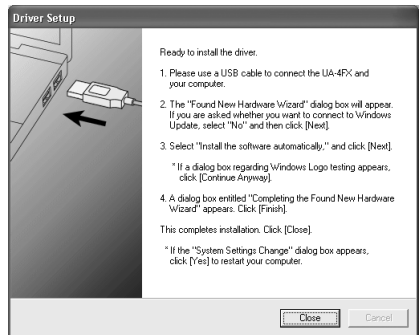 Driver Setup
Ready to install the driver.
1. Please use a USB cable to connect the UA-4FX and
your computer.
2. The "Found New Hardware Wizard" dialog box will appear.
If you are asked whether you want to connect to Windows
Update, select "No" and then click [Next].
3. Select "Install the software automatically," and click [Next].
* If a dialog box regarding Windows Logo testing appears,
click [Continue Anyway].
4. A dialog box entitled "Completing the Found New Hardware
Wizard" appears. Click [Finish].
This completes installation. Click [Close].
* If the "System Settings Change" dialog box appears,
click [Yes] to restart your computer.
Close
Cancel